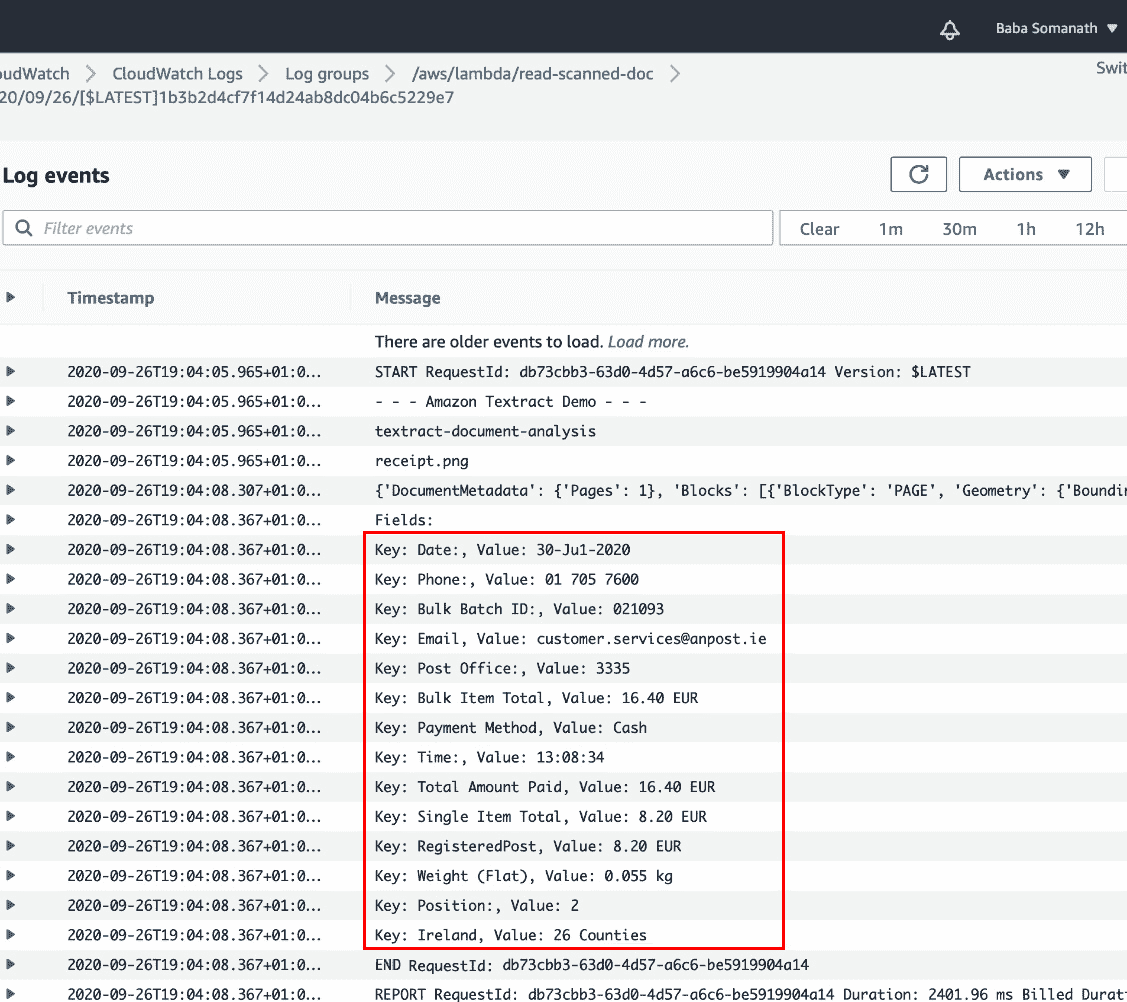 Baba Somanath
oudWatch > CloudWatch Logs > Log groups > /aws/lambda/read-scanned-doc >
Swit
20/09/26/[$LATEST]1b3b2d4cf7f14d24ab8dc04b6c5229e7
Log events
Actions
Filter events
Clear 1m 30m 1h 12h
Timestamp Message
There are older events to load. Load more.
2020-09-26T19:04:05.965+01:0... START RequestId: db73cbb3-63d0-4d57-a6c6-be5919904a14 Version: $LATEST
2020-09-26T19:04:05.965+01:0... - - - Amazon Textract Demo - - -
2020-09-26T19:04:05.965+01:0... textract-document-analysis
2020-09-26T19:04:05.965+01:0... receipt.png
2020-09-26T19:04:08.307+01:0... {'DocumentMetadata': {'Pages': 1}, 'Blocks': [{'BlockType': 'PAGE', 'Geometry': {'Boundin
2020-09-26T19:04:08.367+01:0... Fields:
2020-09-26T19:04:08.367+01:0... Key: Date:, Value: 30-Ju1-2020
2020-09-26T19:04:08.367+01:0... Key: Phone:, Value: 01 705 7600
2020-09-26T19:04:08.367+01:0... Key: Bulk Batch ID:, Value: 021093
2020-09-26T19:04:08.367+01:0... Key: Email, Value: customer.services@anpost.ie
2020-09-26T19:04:08.367+01:0... Key: Post Office:, Value: 3335
2020-09-26T19:04:08.367+01:0... Key: Bulk Item Total, Value: 16.40 EUR
2020-09-26T19:04:08.367+01:0... Key: Payment Method, Value: Cash
2020-09-26T19:04:08.367+01:0... Key: Time:, Value: 13:08:34
2020-09-26T19:04:08.367+01:0... Key: Total Amount Paid, Value: 16.40 EUR
2020-09-26T19:04:08.367+01:0... Key: Single Item Total, Value: 8.20 EUR
2020-09-26T19:04:08.367+01:0... Key: RegisteredPost, Value: 8.20 EUR
2020-09-26T19:04:08.367+01:0... Key: Weight (Flat), Value: 0.055 kg
2020-09-26T19:04:08.367+01:0... Key: Position:, Value: 2
2020-09-26T19:04:08.367+01:0... Key: Ireland, Value: 26 Counties
2020-09-26T19:04:08.367+01:0... END RequestId: db73cbb3-63d0-4d57-a6c6-be5919904a14
2020-09-26T19:04:08.367+01:0... REPORT RequestId: db73cbb3-63d0-4d57-a6c6-be5919904a14 Duration: 2401.96 ms Billed Durat